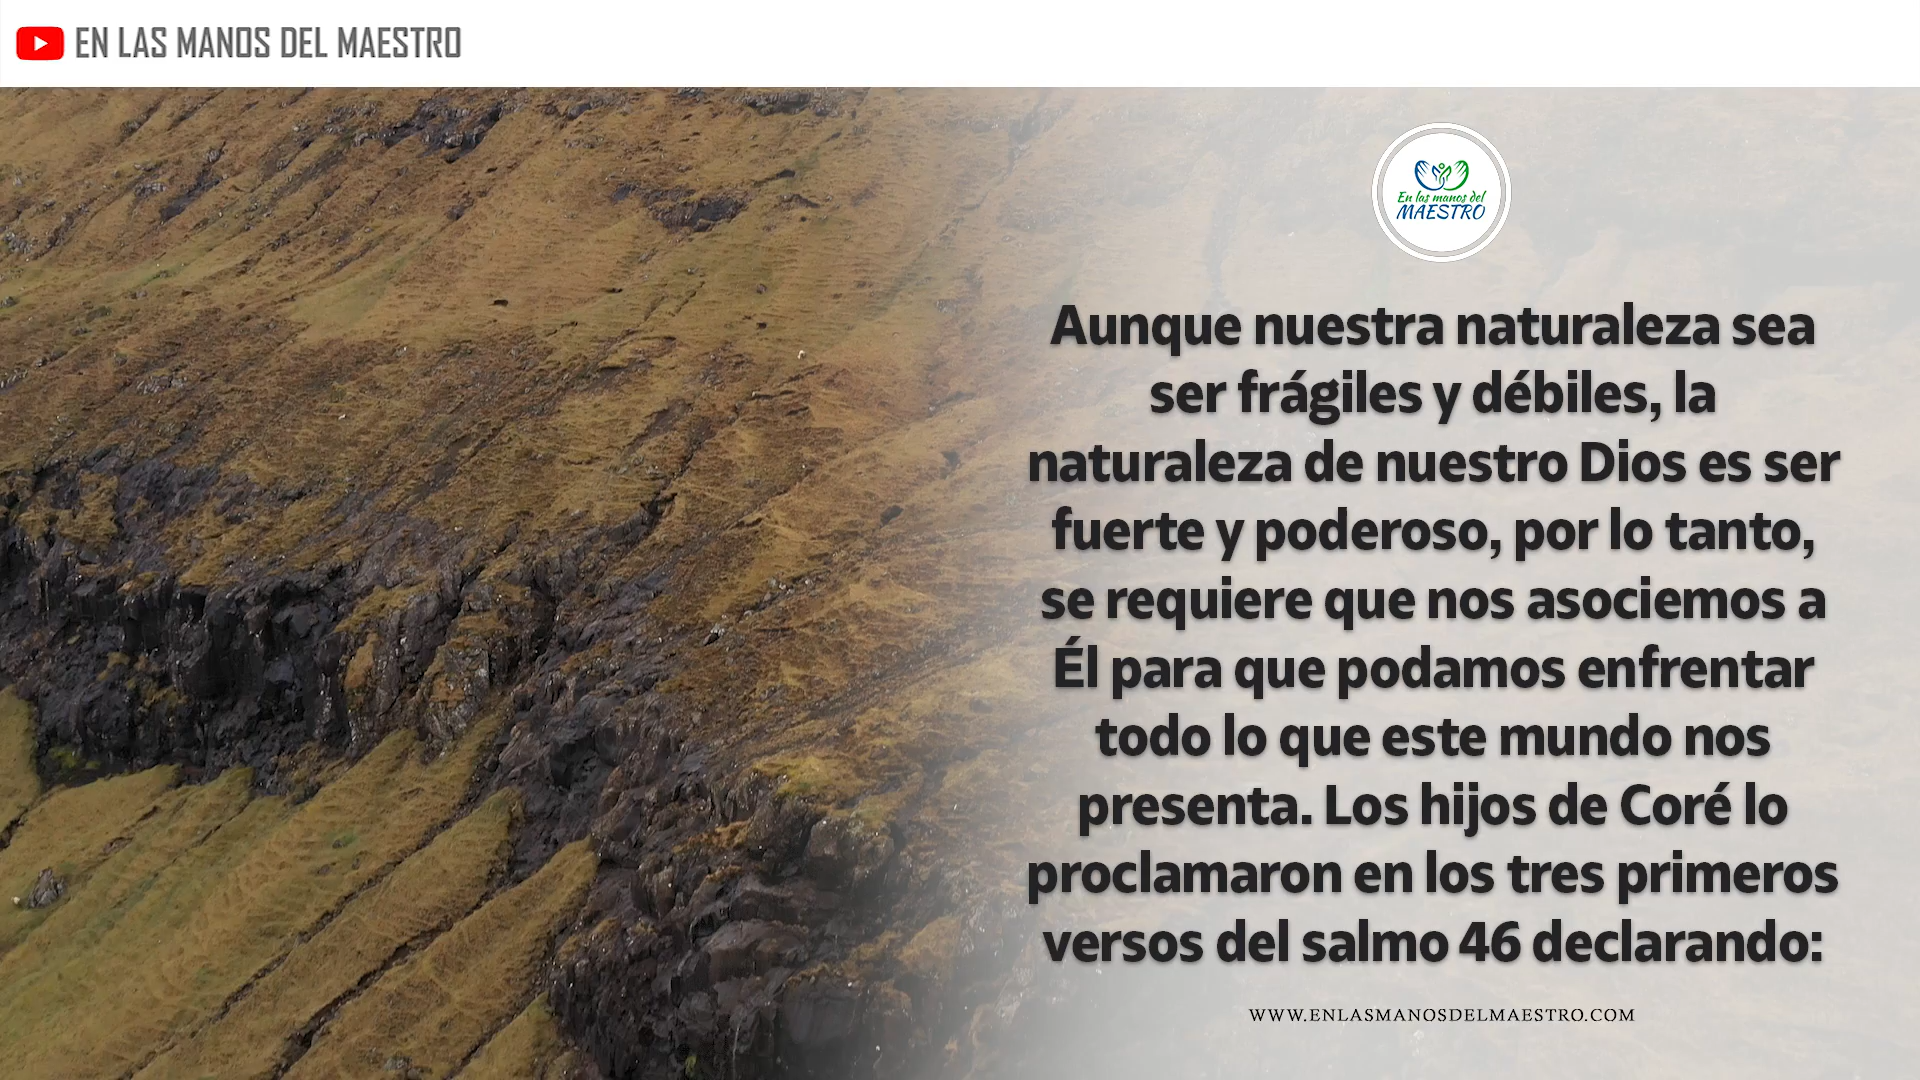 EN LAS MANOS DEL MAESTRO
En las manos del
MAESTRO
Aunque nuestra naturaleza sea
ser frágiles y débiles, la
naturaleza de nuestro Dios es ser
fuerte y poderoso, por lo tanto,
se requiere que nos asociemos a
Él para que podamos enfrentar
todo lo que este mundo nos
presenta. Los hijos de Coré lo
proclamaron en los tres primeros
versos del salmo 46 declarando:
WWW.ENLASMANOSDELMAESTRO.COM